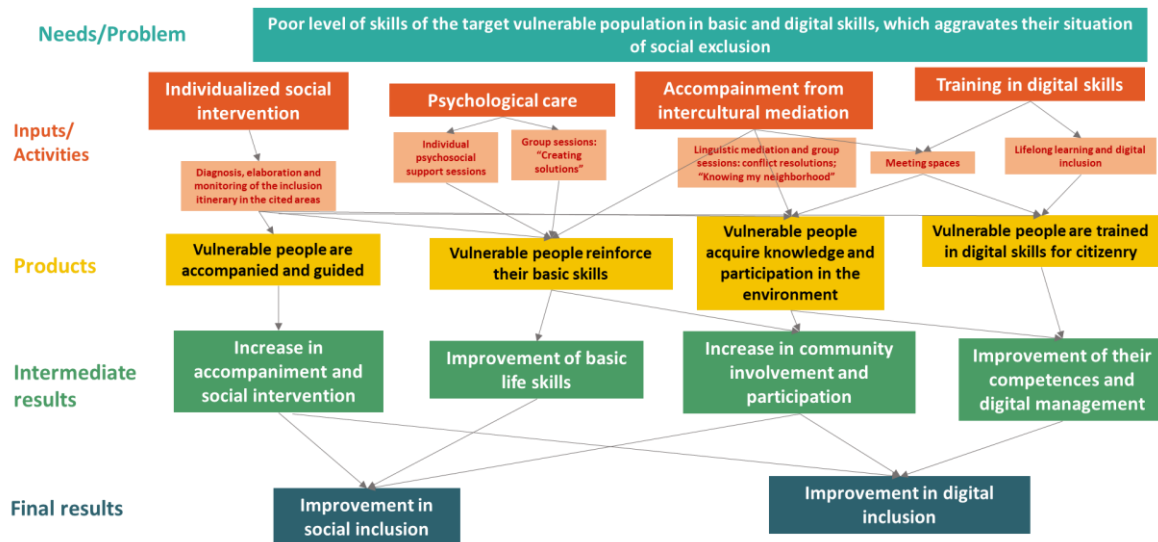 Needs/Problem
Poor level of skills of the target vulnerable population in basic and digital skills, which aggravates their situation
of social exclusion
Inputs/
Activities
Individualized social
intervention
Psychological care
Accompainment from
intercultural mediation
Training in digital skills
Diagnosis, elaboration and
monitoring of the inclusion
itinerary in the cited areas
Individual
psychosocial
support sessions
Group sessions:
"Creating
solutions"
Linguistic mediation and group
sessions: conflict resolutions;
"Knowing my neighborhood"
Meeting spaces
Lifelong learning and digital
inclusion
Products
Vulnerable people are
accompanied and guided
Vulnerable people reinforce
their basic skills
Vulnerable people
acquire knowledge and
participation in the
environment
Vulnerable people are trained
in digital skills for citizenry
Intermediate
results
Increase in
accompaniment and
social intervention
Improvement of basic
life skills
Increase in community
involvement and
participation
Improvement of their
competences and
digital management
Final results
Improvement in
social inclusion
Improvement in digital
inclusion